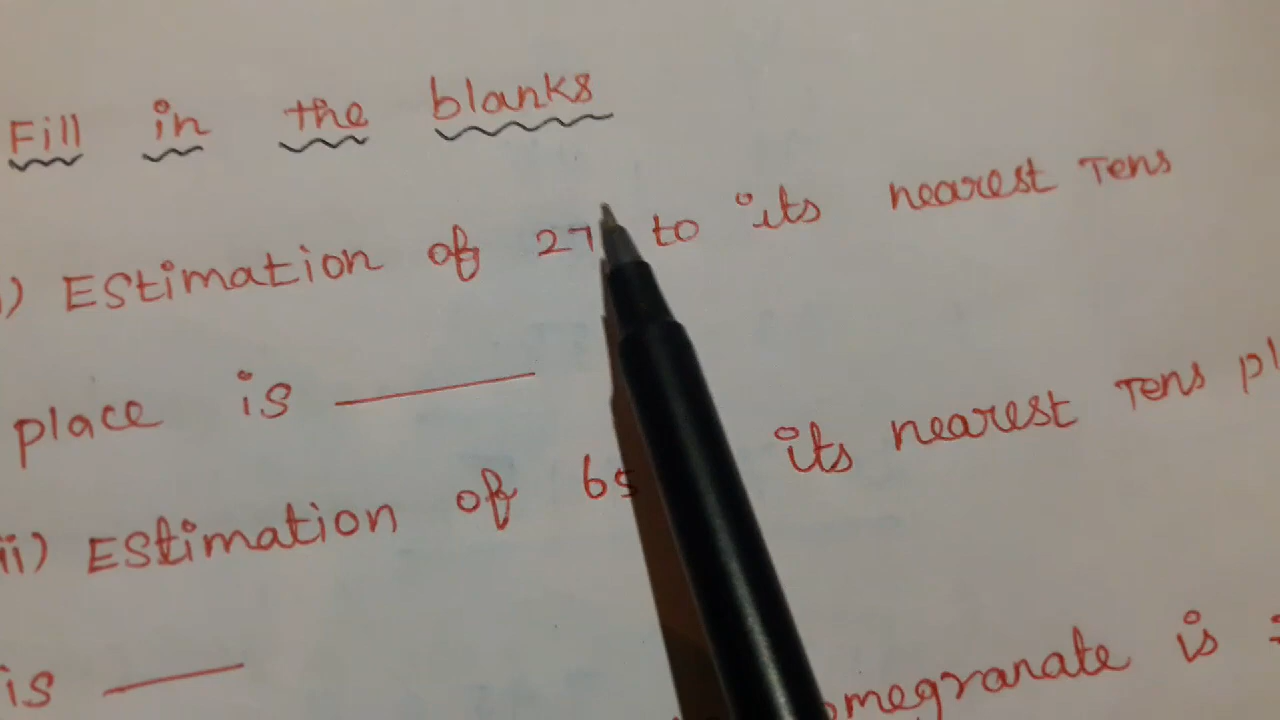 Fill in the blanks
i) Estimation of 27 to its nearest Tens
place is
ii) Estimation of 65 its nearest Tens
is
is